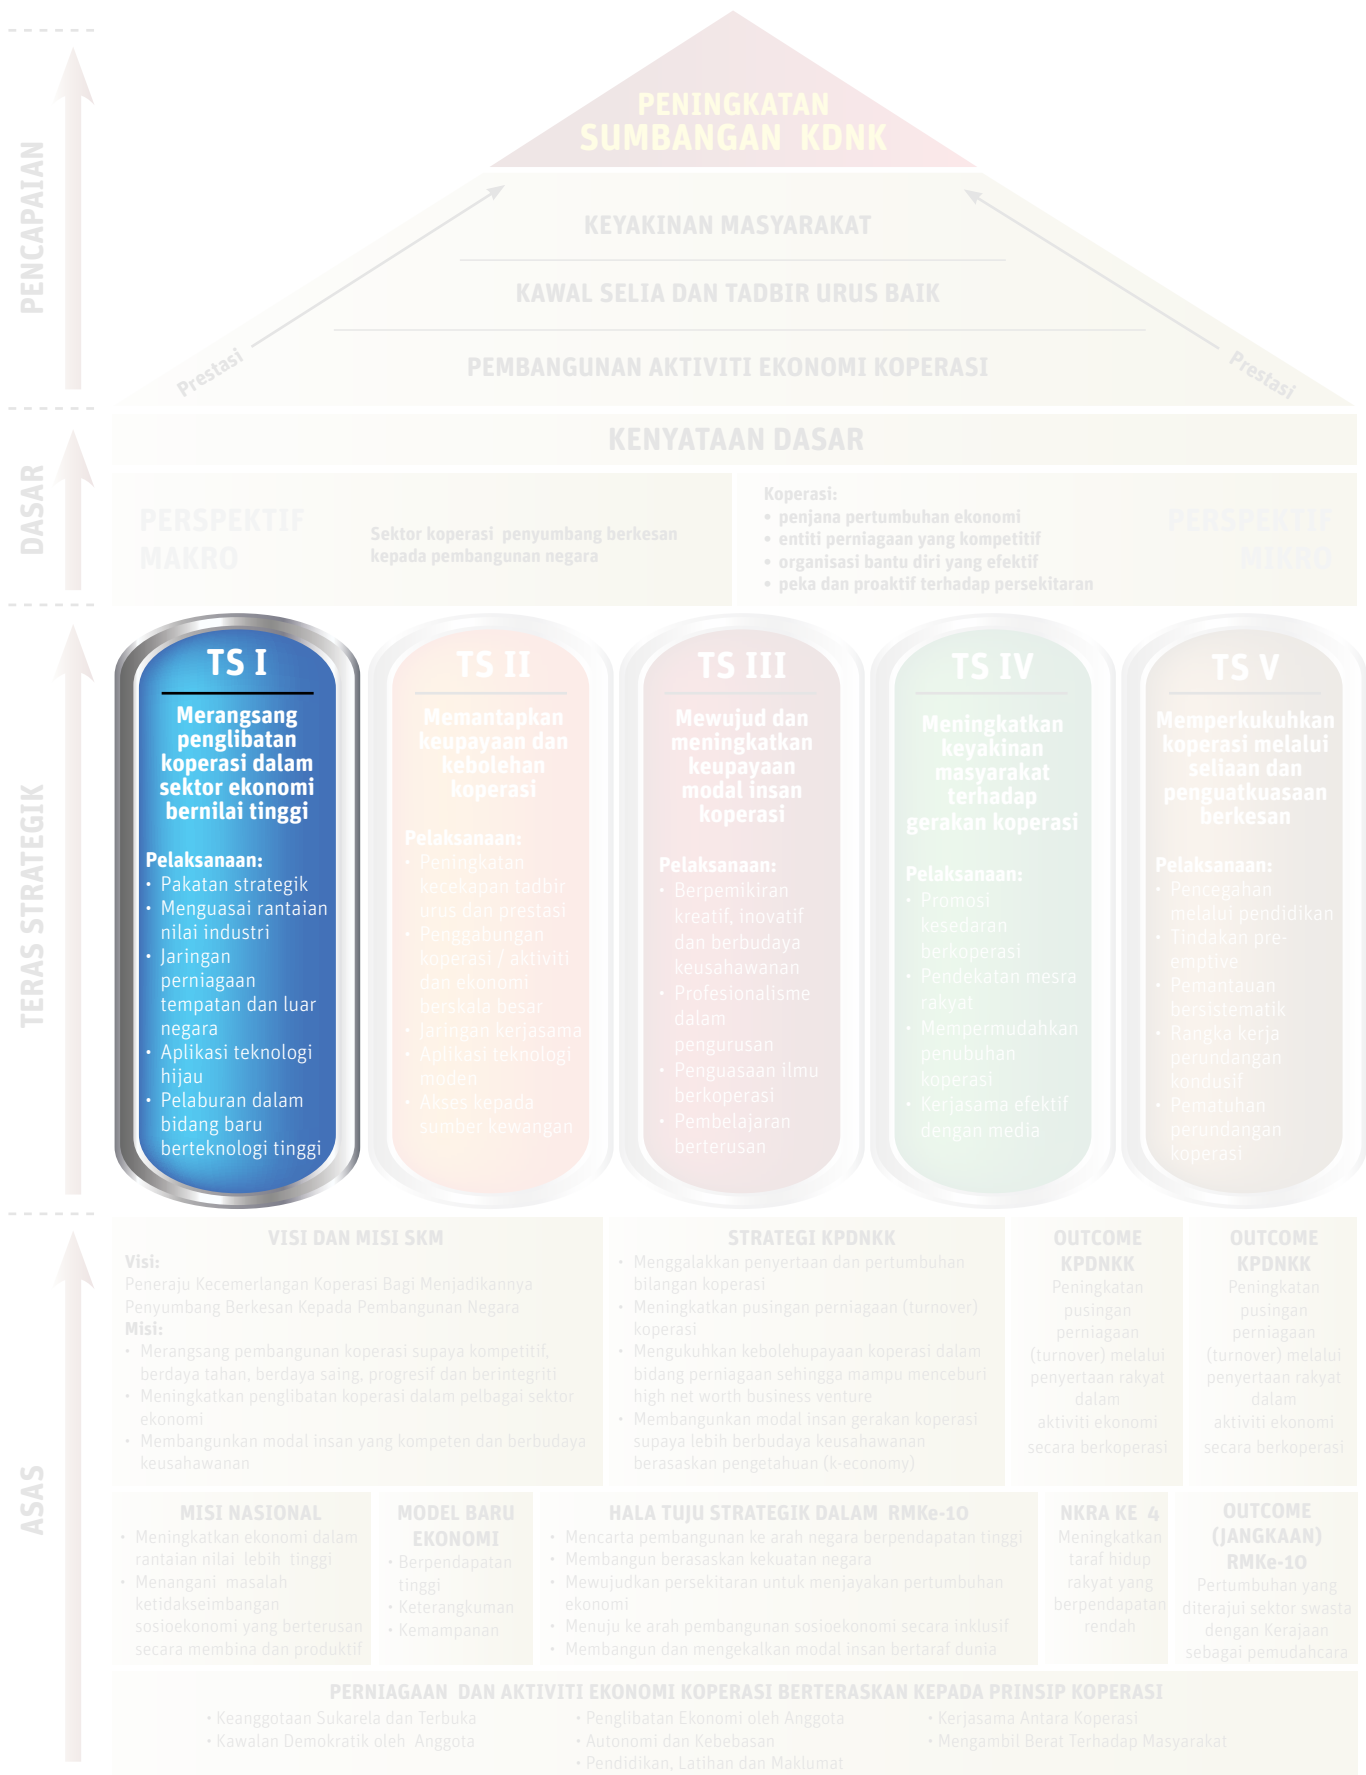 PENCAPAIAN
PENINGKATAN
SUMBANGAN KDNK
KEYAKINAN MASYARAKAT
KAWAL SELIA DAN TADBIR URUS BAIK
PEMBANGUNAN AKTIVITI EKONOMI KOPERASI
Prestasi
Prestasi
DASAR
KENYATAAN DASAR
PERSPEKTIF
MAKRO
Sektor koperasi penyumbang berkesan
kepada pembangunan negara
Koperasi:
• penjana pertumbuhan ekonomi
• entiti perniagaan yang kompetitif
• organisasi bantu diri yang efektif
• peka dan proaktif terhadap persekitaran
PERSPEKTIF
MIKRO
TERAS STRATEGIK
TS I
Merangsang
penglibatan
koperasi dalam
sektor ekonomi
bernilai tinggi
Pelaksanaan:
• Pakatan strategik
• Menguasai rantaian
nilai industri
• Jaringan
perniagaan
tempatan dan luar
negara
• Aplikasi teknologi
hijau
• Pelaburan dalam
bidang baru
berteknologi tinggi
TS II
Memantapkan
keupayaan dan
kebolehan
koperasi
Pelaksanaan:
• Peningkatan
kecekapan tadbir
urus dan prestasi
• Penggabungan
koperasi / aktiviti
dan ekonomi
berskala besar
• Jaringan kerjasama
• Aplikasi teknologi
moden
• Akses kepada
sumber kewangan
TS III
Mewujud dan
meningkatkan
keupayaan
modal insan
koperasi
Pelaksanaan:
• Berpemikiran
kreatif, Inovatif
dan berbudaya
keusahawanan
• Profesionalisme
dalam
pengurusan
• Penguasaan ilmu
berkoperasi
• Pembelajaran
berterusan
TS IV
Meningkatkan
keyakinan
masyarakat
terhadap
gerakan koperasi
Pelaksanaan:
• Promosi
kesedaran
berkoperasi
• Pendekatan mesra
rakyat
• Mempermudahkan
penubuhan
koperasi
• Kerjasama efektif
dengan media
TS V
Memperkukuhkan
koperasi melalui
seliaan dan
penguatkuasaan
berkesan
Pelaksanaan:
• Pencegahan
melalui pendidikan
• Tindakan pre-
emptive
• Pemantauan
bersistematik
• Rangka kerja
perundangan
kondusif
• Pematuhan
perundangan
koperasi
ASAS
VISI DAN MISI SKM
Visi:
Peneraju Kecemerlangan Koperasi Bagi Menjadikannya
Penyumbang Berkesan Kepada Pembangunan Negara
Misi:
• Merangsang pembangunan koperasi supaya kompetitif,
berdaya tahan, berdaya saing, progresif dan berintegriti
• Meningkatkan penglibatan koperasi dalam pelbagai sektor
ekonomi
• Membangunkan modal insan yang kompeten dan berbudaya
keusahawanan
STRATEGI KPDNKK
• Menggalakkan penyertaan dan pertumbuhan
bilangan koperasi
• Meningkatkan pusingan perniagaan (turnover)
koperasi
• Mengukuhkan kebolehupayaan koperasi dalam
bidang perniagaan sehingga mampu menceburi
high net worth business venture
• Membangunkan modal insan gerakan koperasi
supaya lebih berbudaya keusahawanan
berasaskan pengetahuan (k-economy)
OUTCOME
KPDNKK
Peningkatan
pusingan
perniagaan
(turnover) melalui
penyertaan rakyat
dalam
aktiviti ekonomi
secara berkoperasi
OUTCOME
KPDNKK
Peningkatan
pusingan
perniagaan
(turnover) melalui
penyertaan rakyat
dalam
aktiviti ekonomi
secara berkoperasi
MISI NASIONAL
• Meningkatkan ekonomi dalam
rantaian nilai lebih tinggi
• Menangani masalah
ketidakseimbangan
sosioekonomi yang berterusan
secara membina dan produktif
MODEL BARU
EKONOMI
• Berpendapatan
tinggi
• Keterangkuman
• Kemampanan
HALA TUJU STRATEGIK DALAM RMKe-10
• Mencarta pembangunan ke arah negara berpendapatan tinggi
• Membangun berasaskan kekuatan negara
• Mewujudkan persekitaran untuk menjayakan pertumbuhan
ekonomi
• Menuju ke arah pembangunan sosioekonomi secara inklusif
• Membangun dan mengekalkan modal insan bertaraf dunia
NKRA KE 4
Meningkatkan
taraf hidup
rakyat yang
berpendapatan
rendah
OUTCOME
(JANGKAAN)
RMKe-10
Pertumbuhan yang
diterajui sektor swasta
dengan Kerajaan
sebagai pemudahcara
PERNIAGAAN DAN AKTIVITI EKONOMI KOPERASI BERTERASKAN KEPADA PRINSIP KOPERASI
• Keanggotaan Sukarela dan Terbuka
• Kawalan Demokratik oleh Anggota
• Penglibatan Ekonomi oleh Anggota
• Autonomi dan Kebebasan
• Pendidikan, Latihan dan Maklumat
• Kerjasama Antara Koperasi
• Mengambil Berat Terhadap Masyarakat